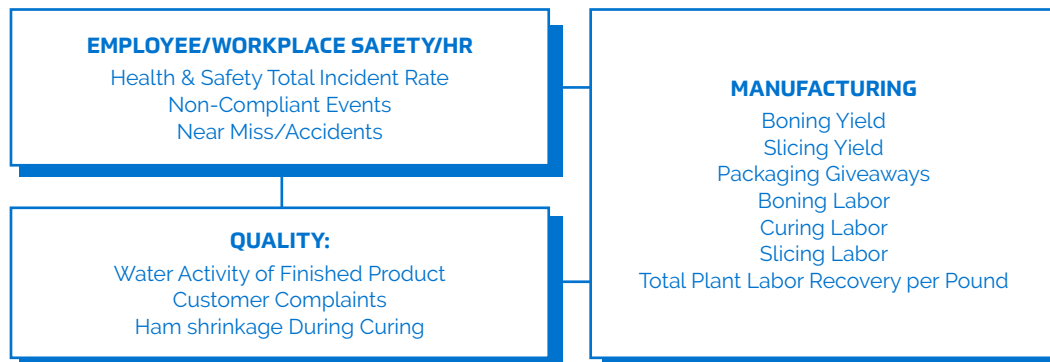 EMPLOYEE/WORKPLACE SAFETY/HR
Health & Safety Total Incident Rate
Non-Compliant Events
Near Miss/Accidents
QUALITY:
Water Activity of Finished Product
Customer Complaints
Ham shrinkage During Curing
MANUFACTURING
Boning Yield
Slicing Yield
Packaging Giveaways
Boning Labor
Curing Labor
Slicing Labor
Total Plant Labor Recovery per Pound